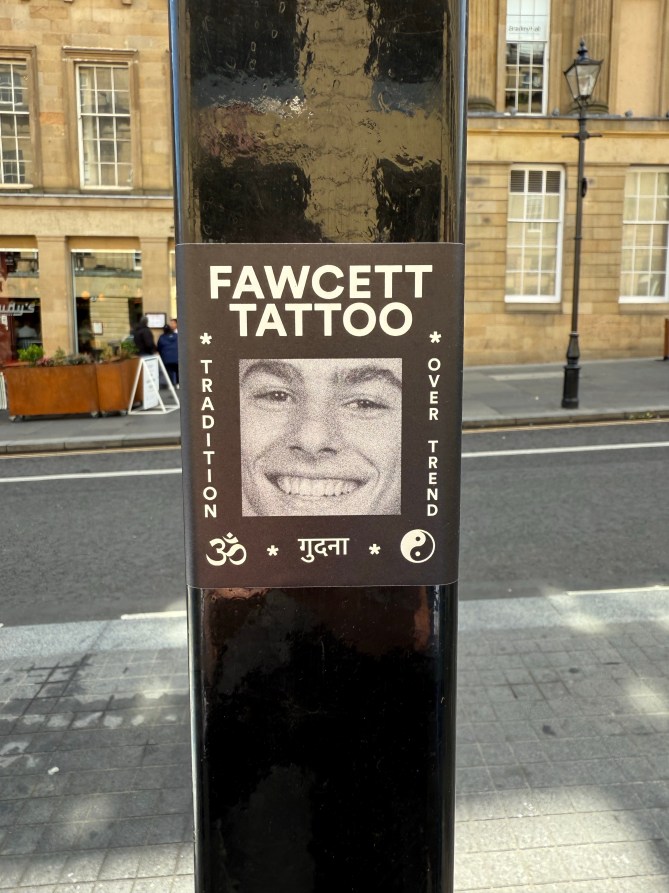 FAWCETT
TATTOO
* *
TRADITION
OVER TREND
ॐ * गुदना * ☯